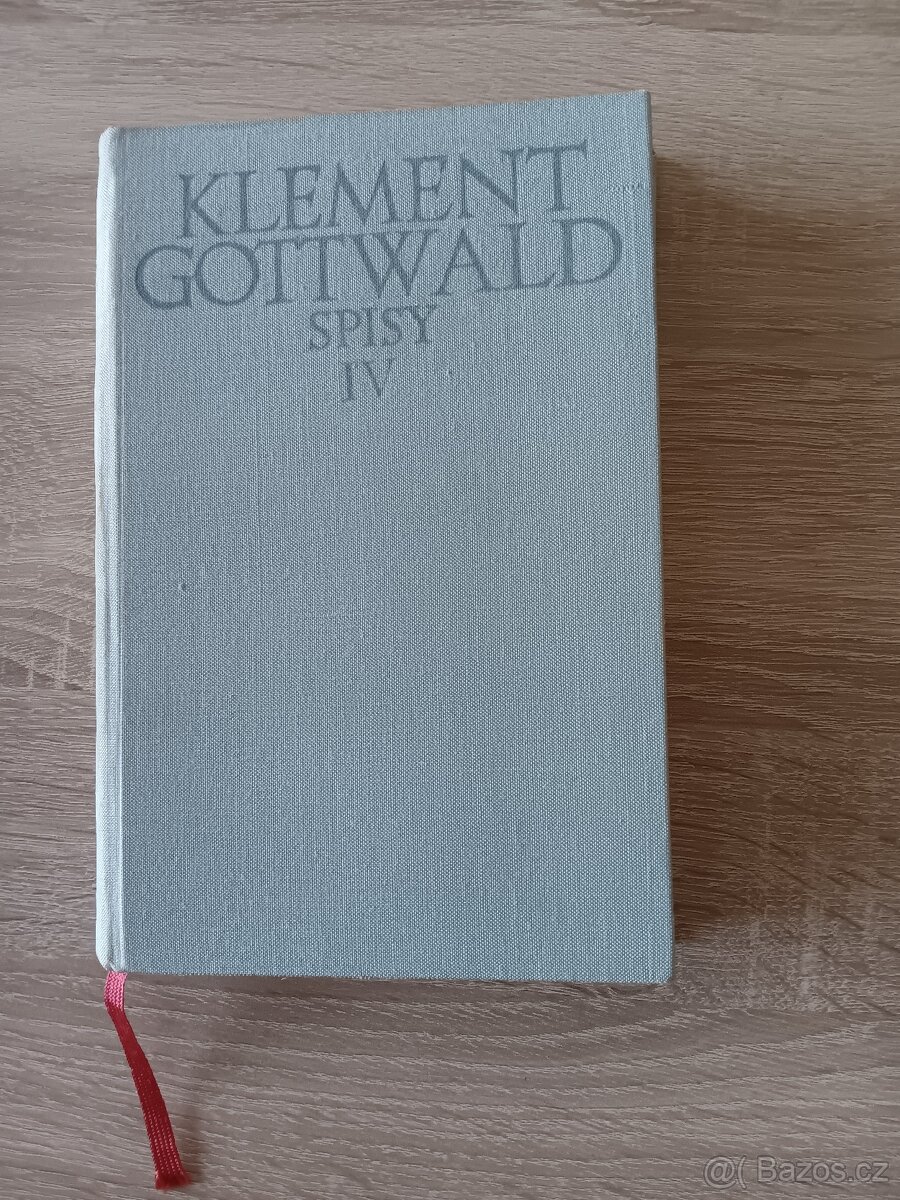 KLEMENT
GOTTWALD
SPISY
IV
@( Bazos.cz